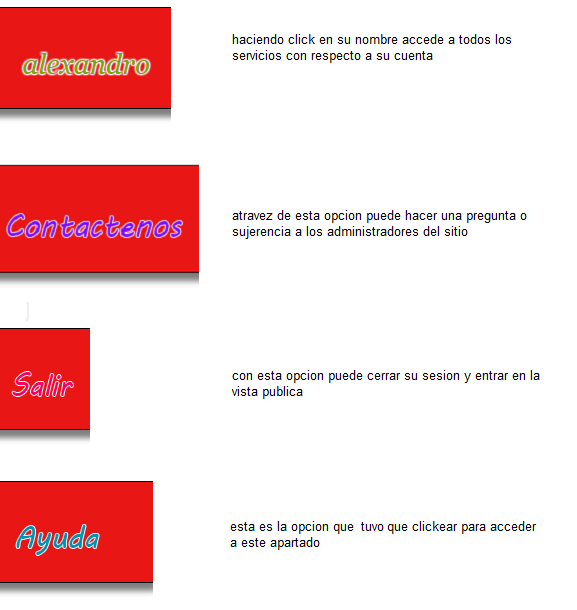 alexandro
haciendo click en su nombre accede a todos los
servicios con respecto a su cuenta
Contactenos
atravez de esta opcion puede hacer una pregunta o
sujerencia a los administradores del sitio
Salir
con esta opcion puede cerrar su sesion y entrar en la
vista publica
Ayuda
esta es la opcion que tuvo que clickear para acceder
a este apartado